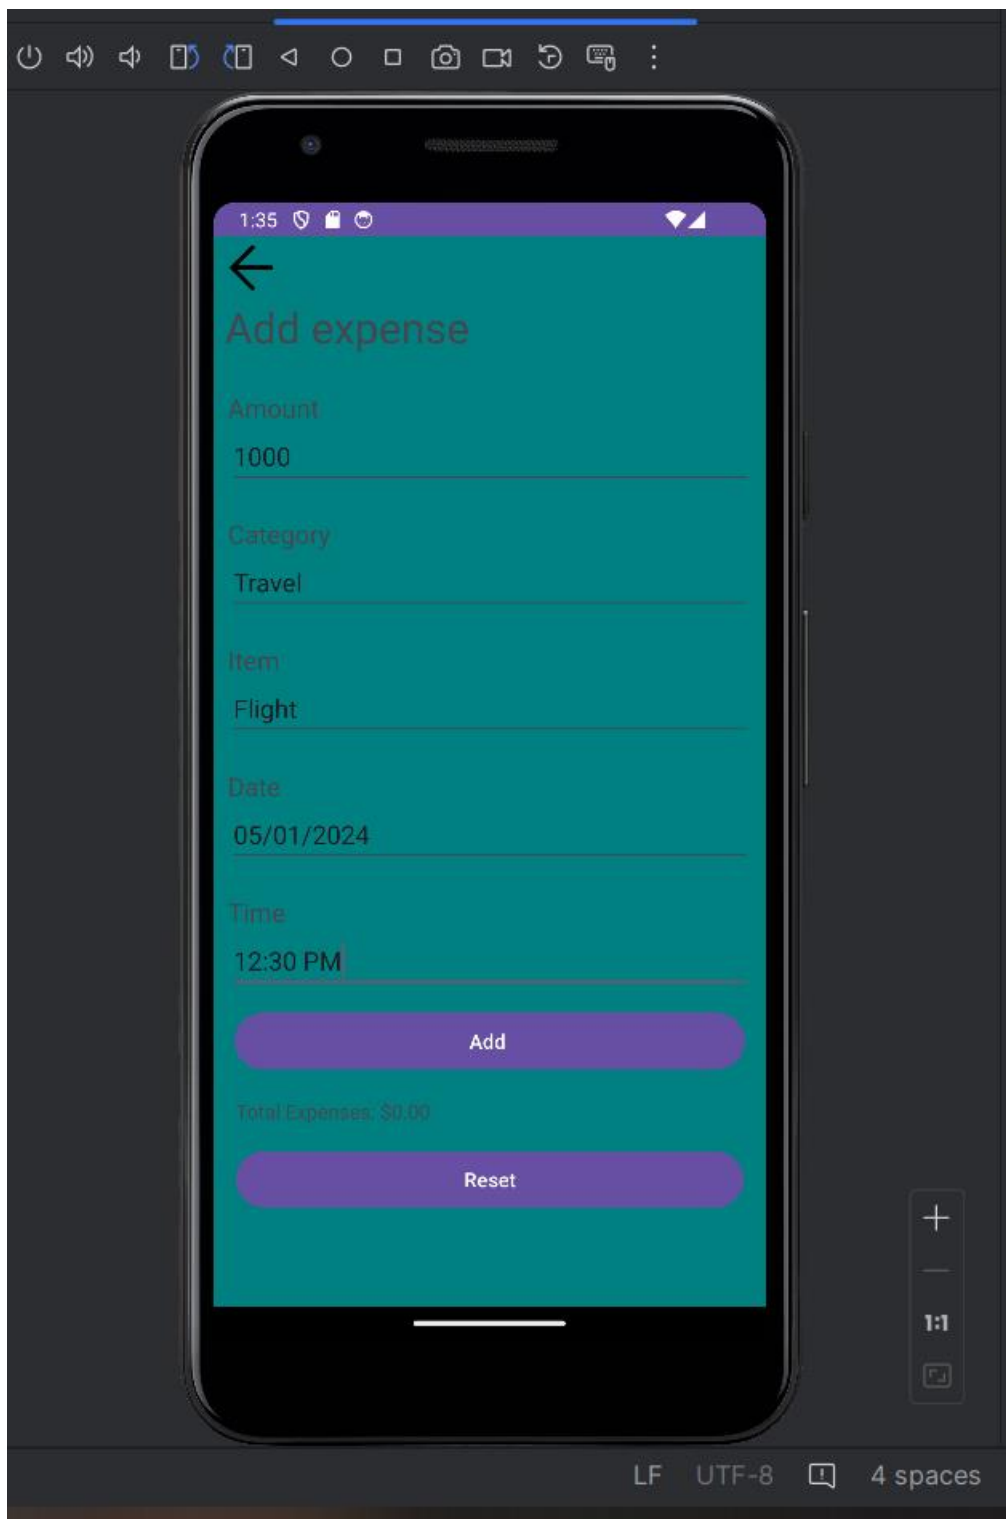 1:35
Add expense
Amount
1000
Category
Travel
Item
Flight
Date
05/01/2024
Time
12:30 PM
Add
Total Expenses: $0.00
Reset
1:1
LF UTF-8 4 spaces